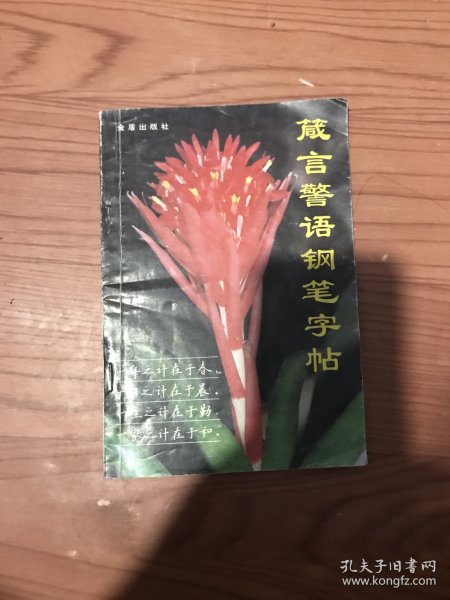 金盾出版社
箴言警语钢笔字帖
年之计在于春。
之计在于晨。
之计在于勤。
之计在于和。
孔夫子旧书网
www.kongfz.com